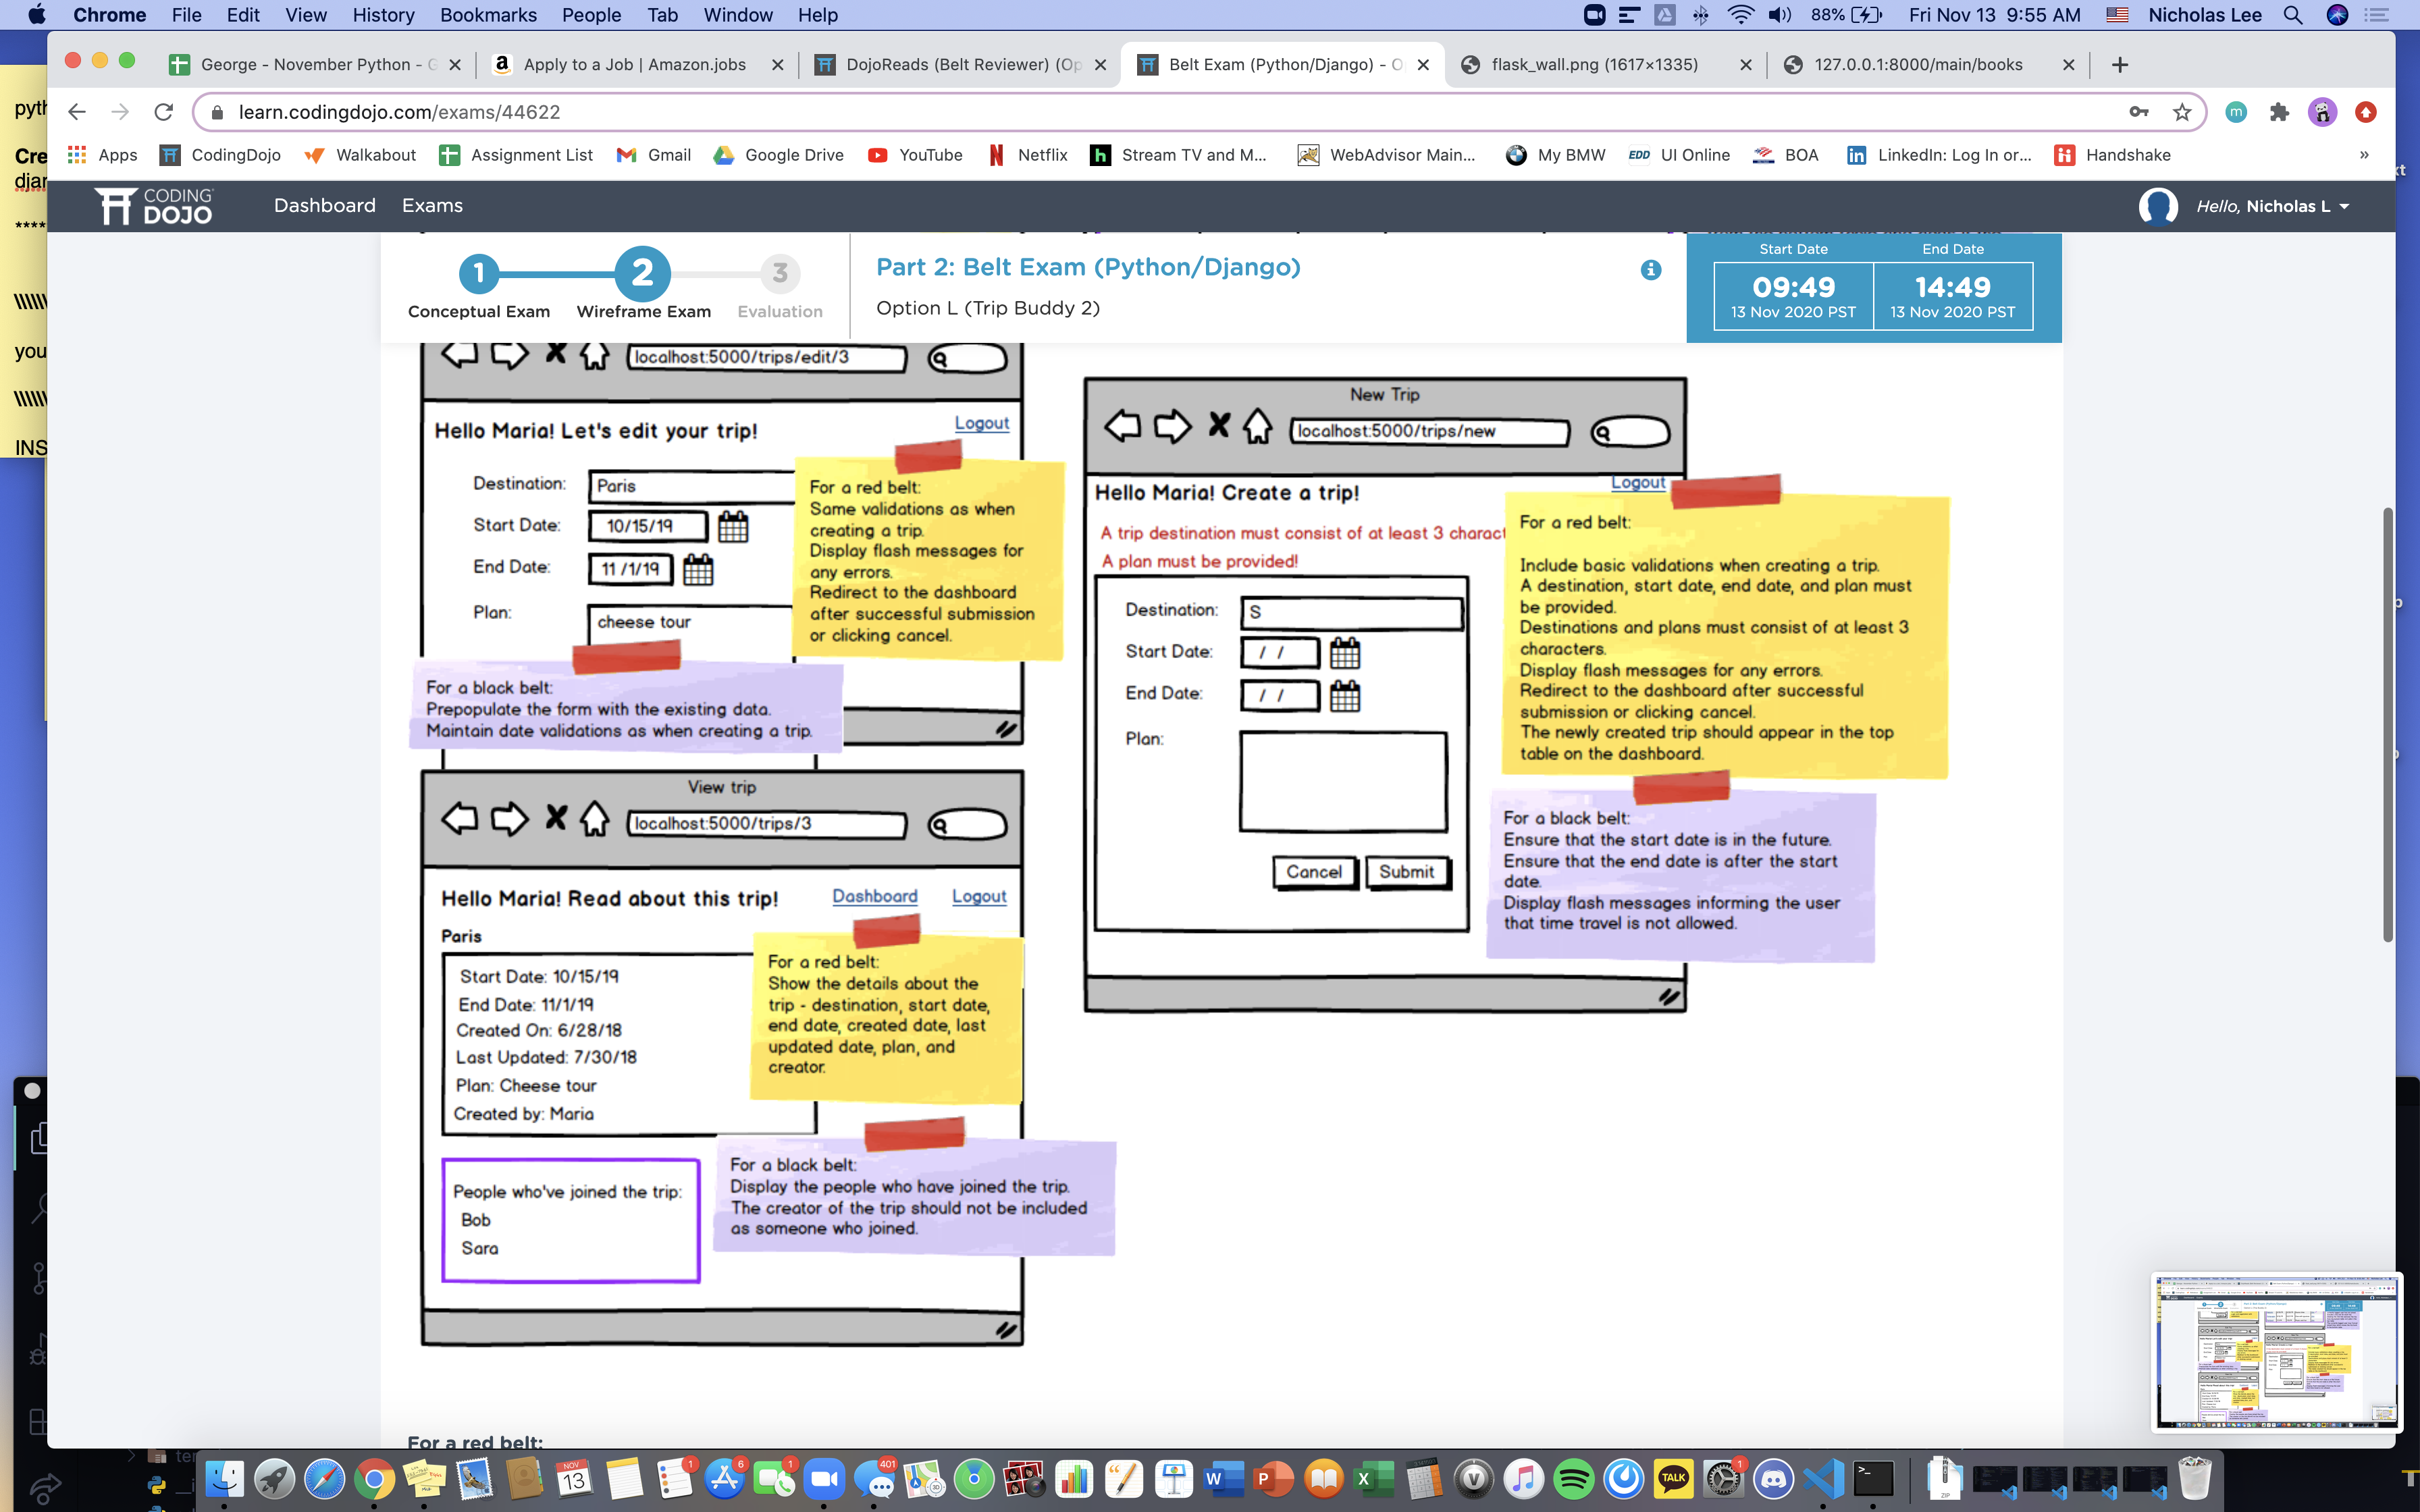 Chrome File Edit View History Bookmarks People Tab Window Help 88% Fri Nov 13 9:55 AM Nicholas Lee
George - November Python - G Apply to a Job | Amazon.jobs DojoReads (Belt Reviewer) (Op Belt Exam (Python/Django) - O flask_wall.png (1617×1335) 127.0.0.1:8000/main/books
learn.codingdojo.com/exams/44622
Apps CodingDojo Walkabout Assignment List Gmail Google Drive YouTube Netflix Stream TV and M... WebAdvisor Main... My BMW EDD UI Online BOA LinkedIn: Log In or... Handshake »
CODING DOJO Dashboard Exams Hello, Nicholas L
pyth
Cre
djar
****
\\\\\\
you
\\\\\\
INS
1 2 3
Conceptual Exam Wireframe Exam Evaluation
Part 2: Belt Exam (Python/Django)
Option L (Trip Buddy 2)
Start Date End Date
09:49 14:49
13 Nov 2020 PST 13 Nov 2020 PST
localhost:5000/trips/edit/3
Hello Maria! Let's edit your trip!
Logout
Destination: Paris
Start Date: 10/15/19
End Date: 11/1/19
Plan: cheese tour
For a red belt:
Same validations as when
creating a trip.
Display flash messages for
any errors.
Redirect to the dashboard
after successful submission
or clicking cancel.
For a black belt:
Prepopulate the form with the existing data.
Maintain date validations as when creating a trip.
New Trip
localhost:5000/trips/new
Logout
Hello Maria! Create a trip!
A trip destination must consist of at least 3 charact
A plan must be provided!
Destination: S
Start Date: / /
End Date: / /
Plan:
Cancel Submit
For a red belt:
Include basic validations when creating a trip.
A destination, start date, end date, and plan must
be provided.
Destinations and plans must consist of at least 3
characters.
Display flash messages for any errors.
Redirect to the dashboard after successful
submission or clicking cancel.
The newly created trip should appear in the top
table on the dashboard.
For a black belt:
Ensure that the start date is in the future.
Ensure that the end date is after the start
date.
Display flash messages informing the user
that time travel is not allowed.
View trip
localhost:5000/trips/3
Hello Maria! Read about this trip!
Dashboard Logout
Paris
Start Date: 10/15/19
End Date: 11/1/19
Created On: 6/28/18
Last Updated: 7/30/18
Plan: Cheese tour
Created by: Maria
For a red belt:
Show the details about the
trip - destination, start date,
end date, created date, last
updated date, plan, and
creator.
People who've joined the trip:
Bob
Sara
For a black belt:
Display the people who have joined the trip.
The creator of the trip should not be included
as someone who joined.
For a red belt:
NOV
13
1
6
1
401
TALK
1
ZIP